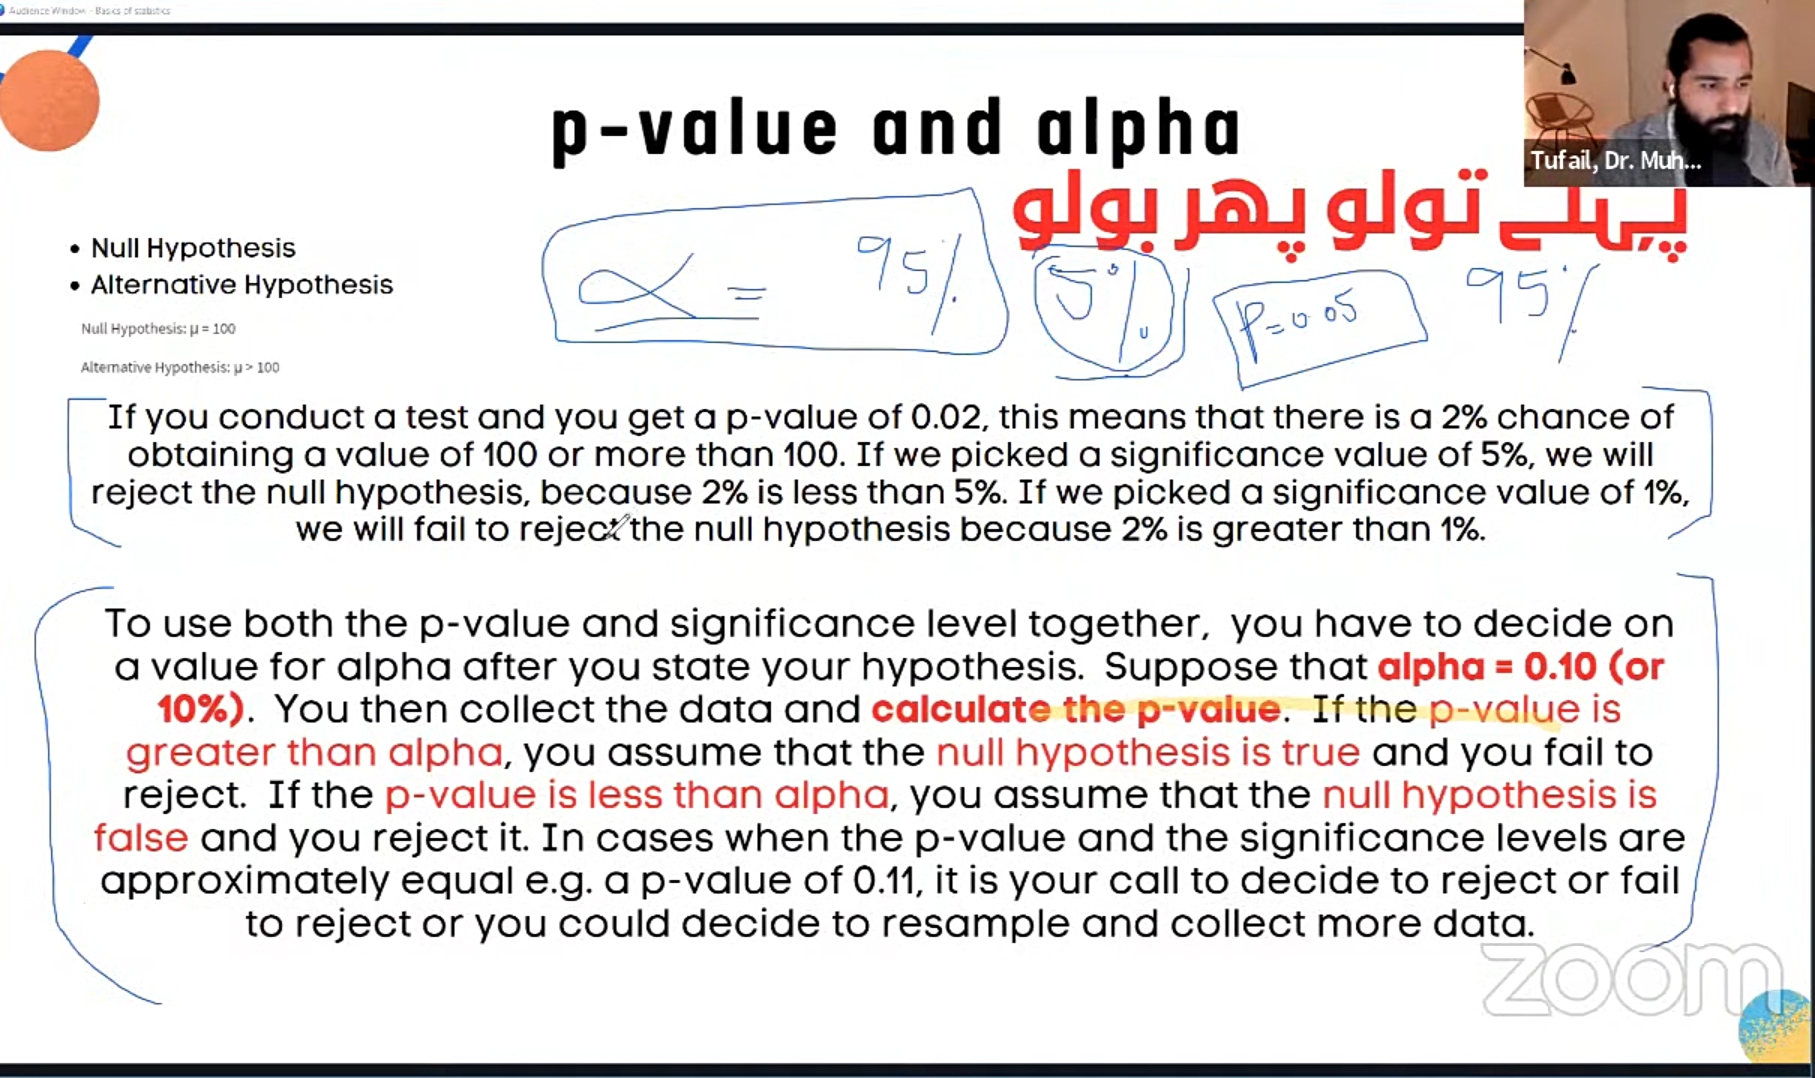 Audience Window - Basics of statistics
p-value and alpha
Tufail, Dr. Muh...
پہلے تولو پھر بولو
• Null Hypothesis
• Alternative Hypothesis
Null Hypothesis: μ = 100
Alternative Hypothesis: μ > 100
α = 95%
5%
P=0.05
95%
If you conduct a test and you get a p-value of 0.02, this means that there is a 2% chance of
obtaining a value of 100 or more than 100. If we picked a significance value of 5%, we will
reject the null hypothesis, because 2% is less than 5%. If we picked a significance value of 1%,
we will fail to reject the null hypothesis because 2% is greater than 1%.
To use both the p-value and significance level together, you have to decide on
a value for alpha after you state your hypothesis. Suppose that alpha = 0.10 (or
10%). You then collect the data and calculate the p-value. If the p-value is
greater than alpha, you assume that the null hypothesis is true and you fail to
reject. If the p-value is less than alpha, you assume that the null hypothesis is
false and you reject it. In cases when the p-value and the significance levels are
approximately equal e.g. a p-value of 0.11, it is your call to decide to reject or fail
to reject or you could decide to resample and collect more data.
zoom